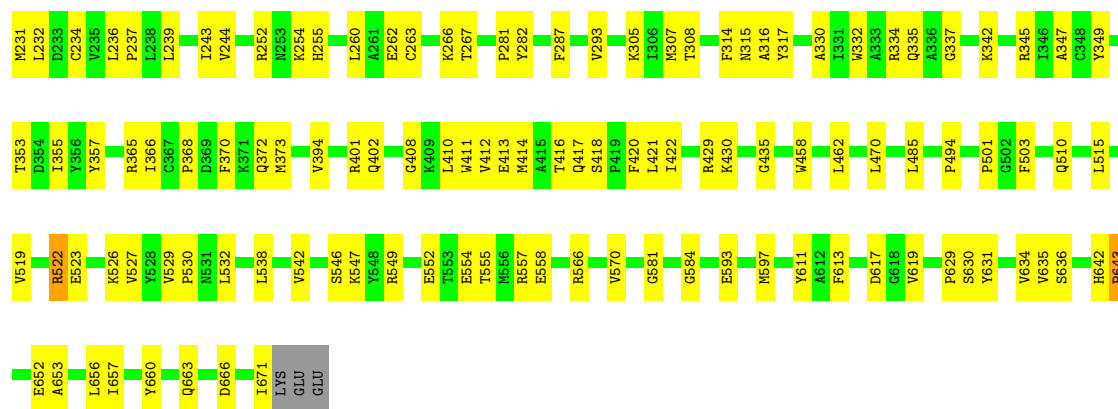 M231 L232 D233 C234 V235 L236 P237 L238 L239 I243 V244 R252 N253 K254 H255 L260 A261 E262 C263 K266 T267 P281 Y282 F287 V293 K305 I306 M307 T308 F314 N315 A316 Y317 A330 I331 W332 A333 R334 Q335 A336 G337 K342 R345 I346 A347 C348 Y349
T353 D354 I355 Y356 Y357 R365 I366 C367 P368 D369 F370 K371 Q372 M373 V394 R401 Q402 G408 K409 L410 W411 V412 E413 M414 A415 T416 Q417 S418 P419 F420 L421 I422 R429 K430 G435 W458 L462 L470 L485 P494 P501 G502 F503 Q510 L515
V519 R522 E523 K526 V527 Y528 V529 P530 N531 L532 L538 V542 S546 K547 Y548 R549 E552 T553 E554 T555 M556 R557 E558 R566 V570 G581 G584 E593 M597 Y611 A612 F613 D617 G618 V619 P629 S630 Y631 V634 V635 S636 H642
E652 A653 L656 I657 Y660 Q663 D666 I671 LYS GLU GLU